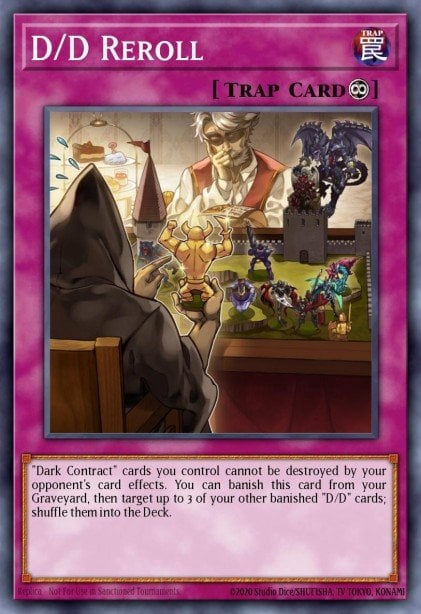 D/D Reroll
TRAP
罠
[Trap Card∞]
"Dark Contract" cards you control cannot be destroyed by your
opponent's card effects. You can banish this card from your
Graveyard, then target up to 3 of your other banished "D/D" cards;
shuffle them into the Deck.
Replica - Not For Use in Sanctioned Tournaments
©2020 Studio Dice/SHUEISHA, TV TOKYO, KONAMI